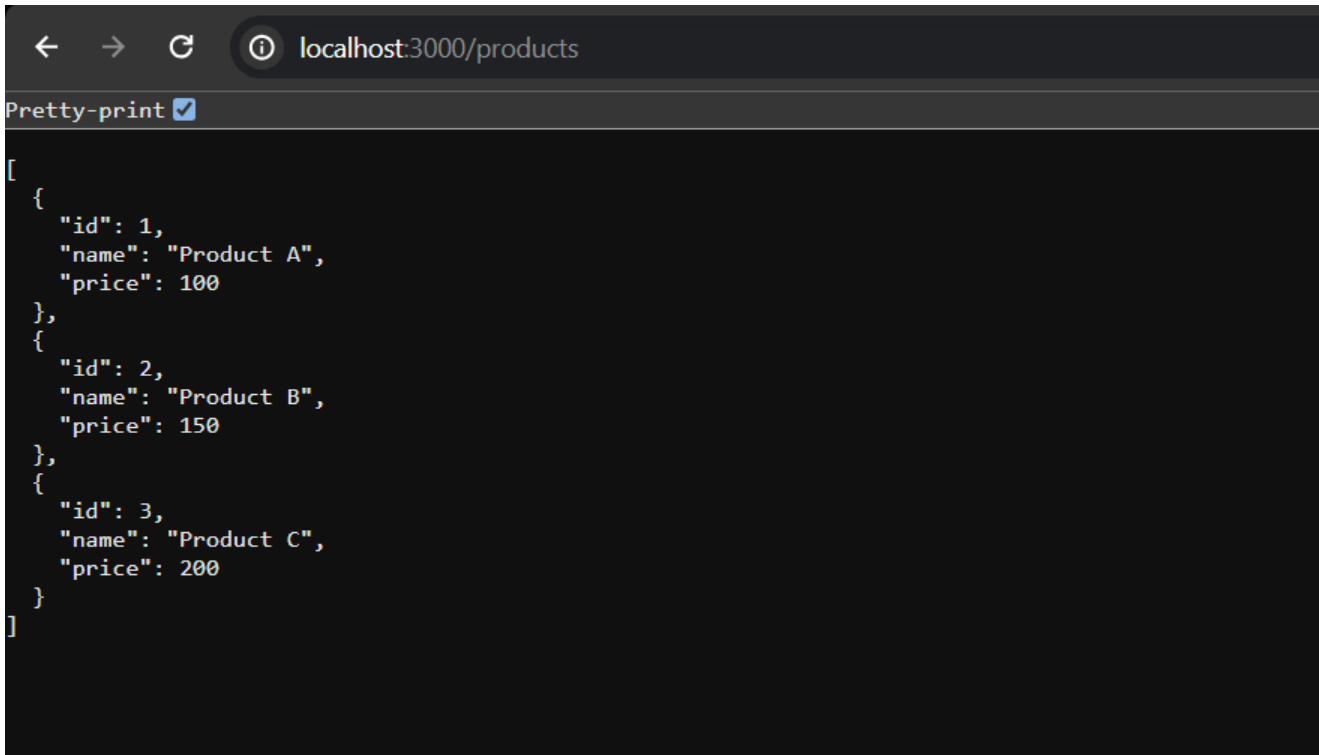 localhost:3000/products
Pretty-print
[
  {
    "id": 1,
    "name": "Product A",
    "price": 100
  },
  {
    "id": 2,
    "name": "Product B",
    "price": 150
  },
  {
    "id": 3,
    "name": "Product C",
    "price": 200
  }
]